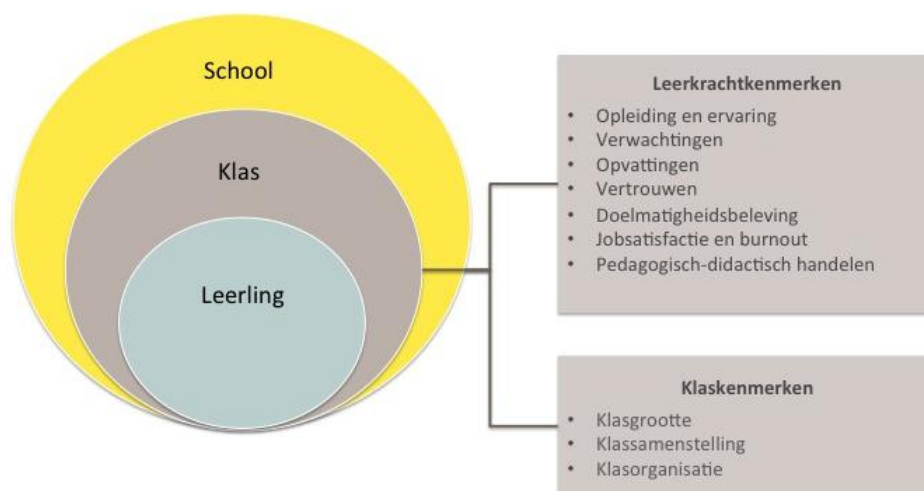 School
Klas
Leerling
Leerkrachtkenmerken
• Opleiding en ervaring
• Verwachtingen
• Opvattingen
• Vertrouwen
• Doelmatigheidsbeleving
• Jobsatisfactie en burnout
• Pedagogisch-didactisch handelen
Klaskenmerken
• Klasgrootte
• Klassamenstelling
• Klasorganisatie